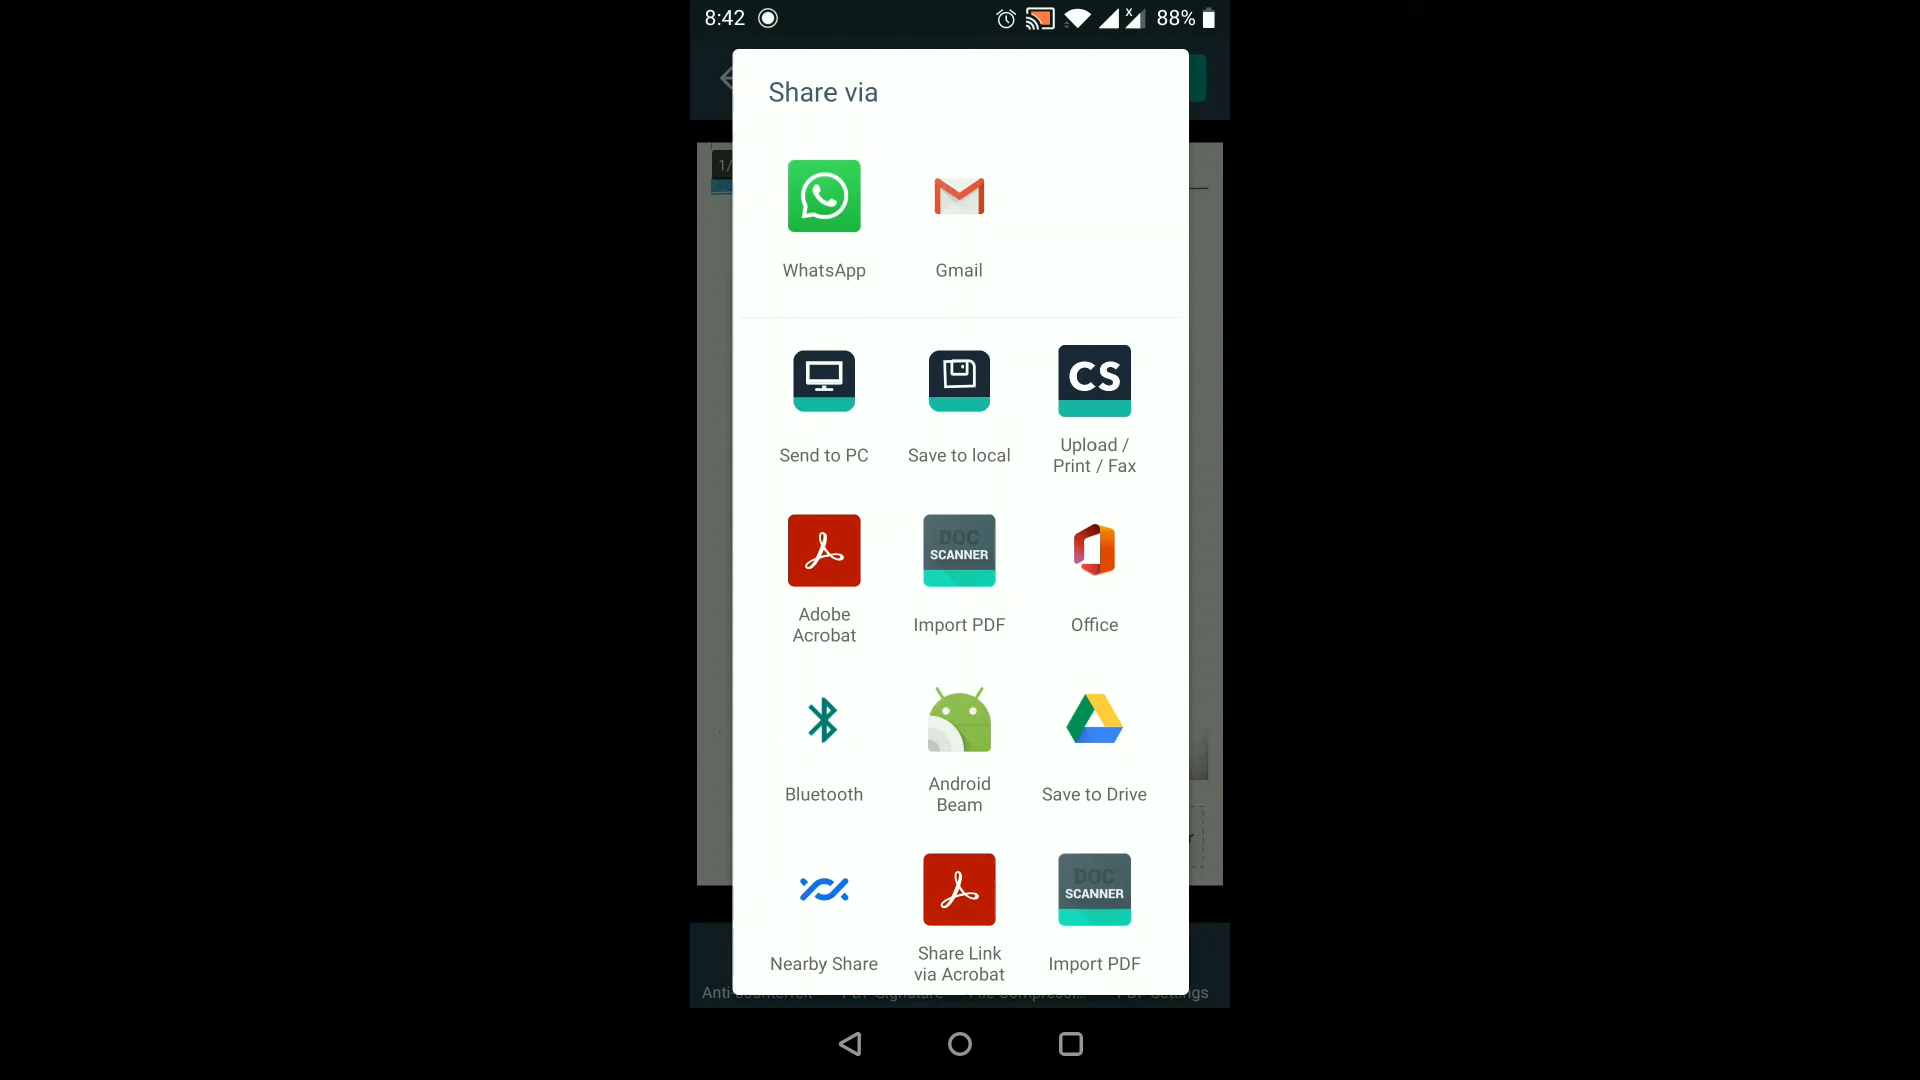 8:42
88%
Share via
1/
WhatsApp
Gmail
CS
Send to PC
Save to local
Upload /
Print / Fax
DOC
SCANNER
Adobe
Acrobat
Import PDF
Office
Bluetooth
Android
Beam
Save to Drive
DOC
SCANNER
Nearby Share
Share Link
via Acrobat
Import PDF